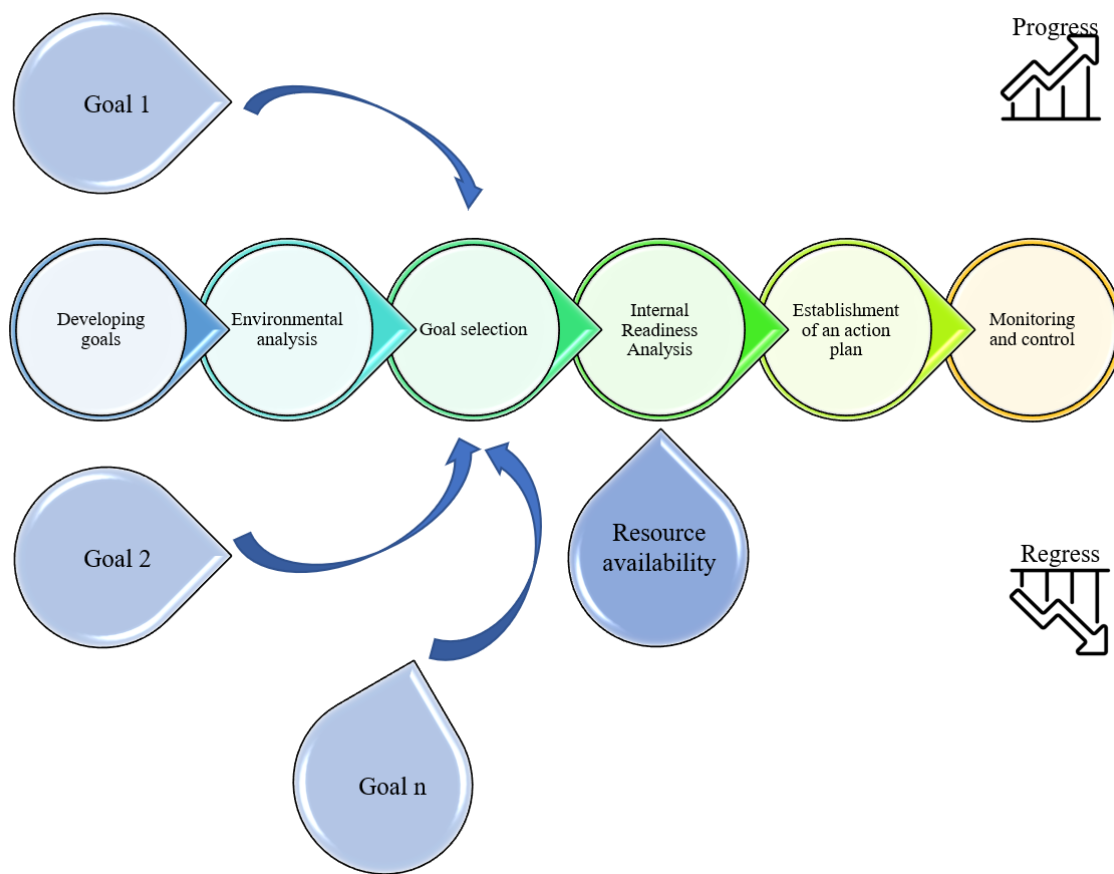 Progress
Goal 1
Developing
goals
Environmental
analysis
Goal selection
Internal
Readiness
Analysis
Establishment
of an action
plan
Monitoring
and control
Goal 2
Resource
availability
Regress
Goal n